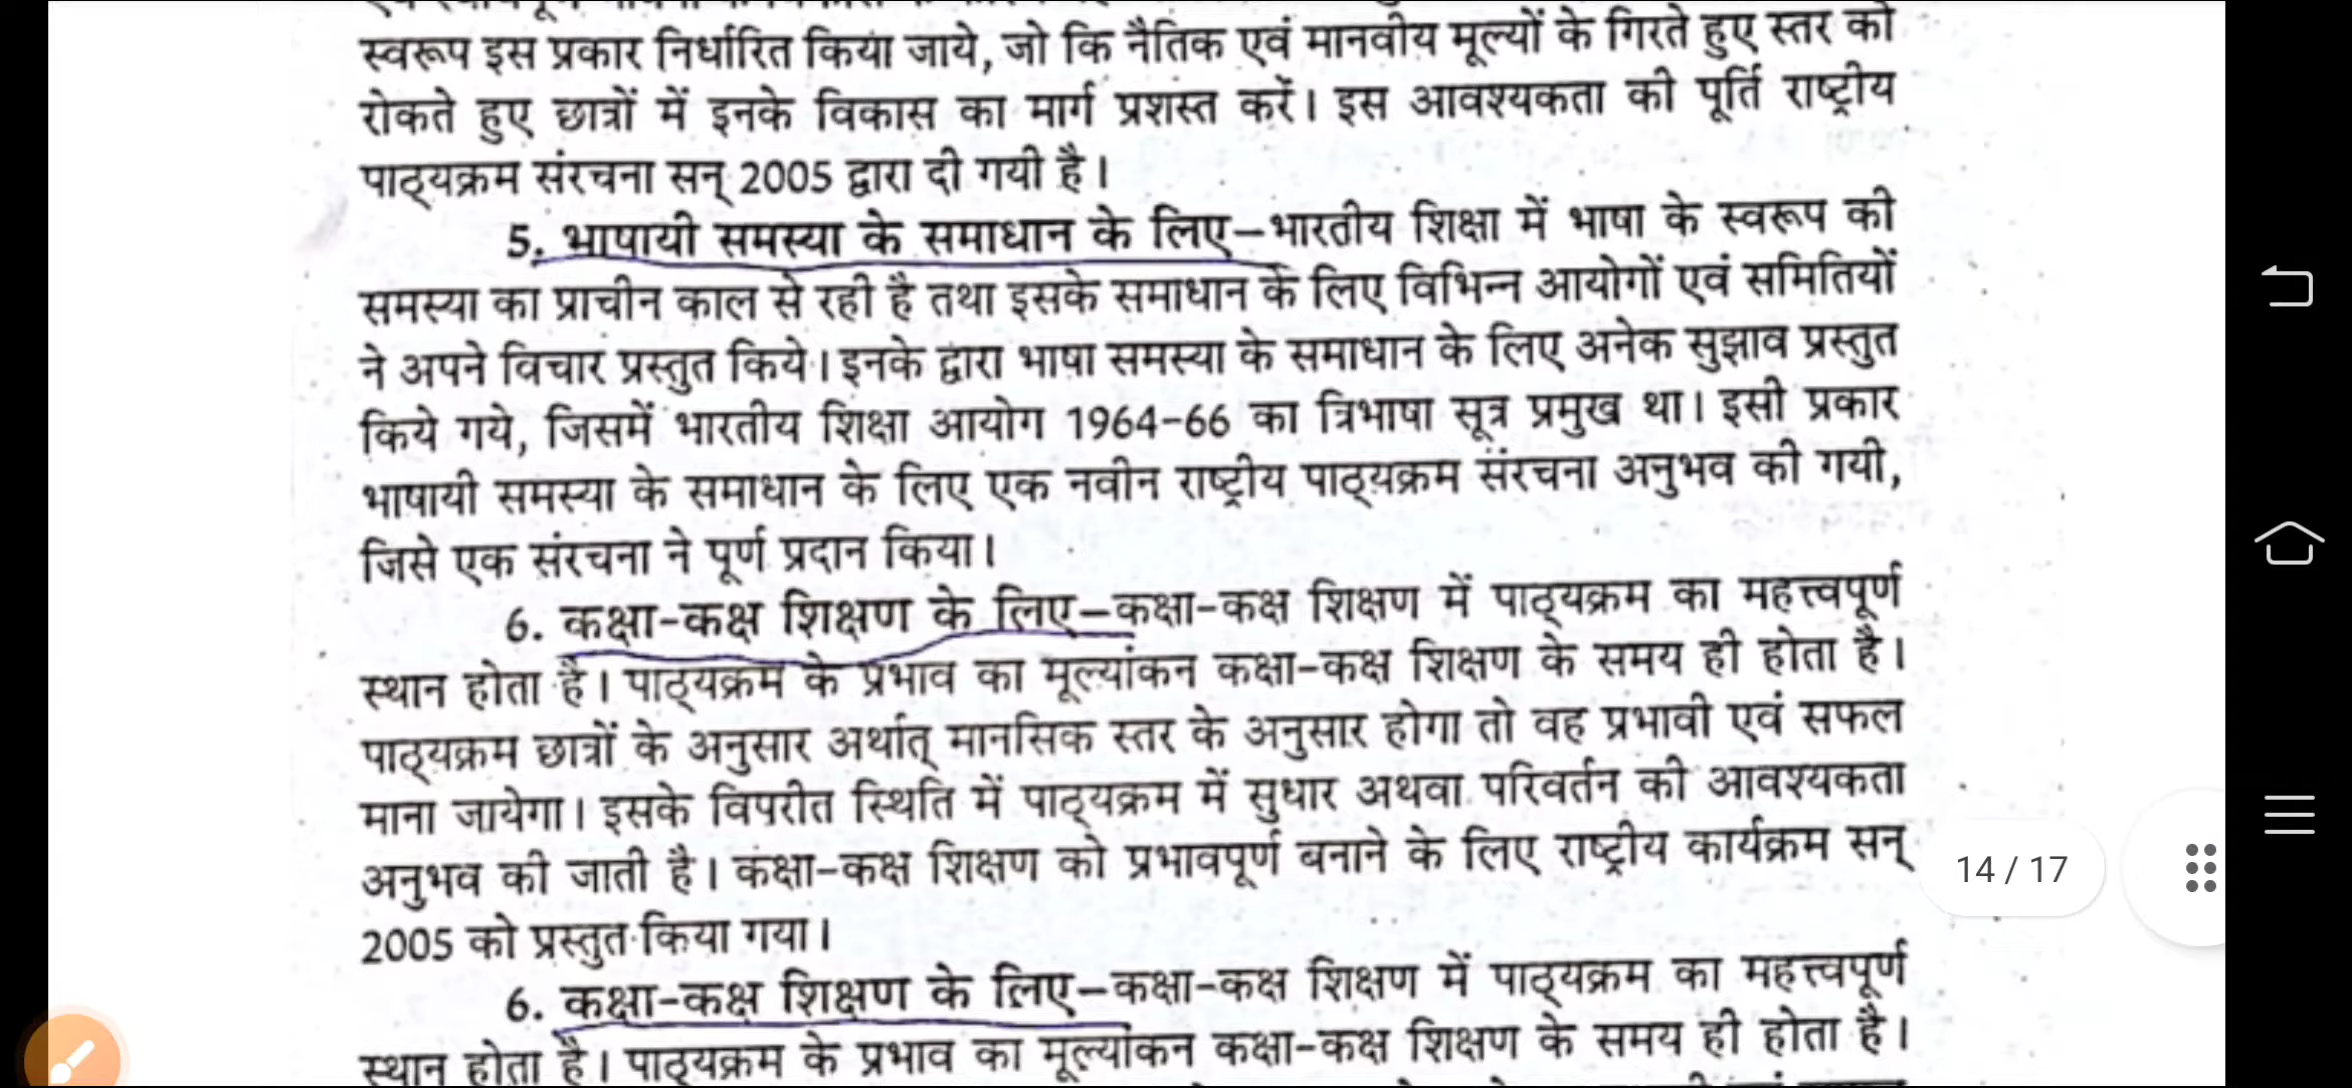 स्वरूप इस प्रकार निर्धारित किया जाये, जो कि नैतिक एवं मानवीय मूल्यों के गिरते हुए स्तर को
रोकते हुए छात्रों में इनके विकास का मार्ग प्रशस्त करें। इस आवश्यकता की पूर्ति राष्ट्रीय
पाठ्यक्रम संरचना सन् 2005 द्वारा दी गयी है।
5. भाषायी समस्या के समाधान के लिए–भारतीय शिक्षा में भाषा के स्वरूप की
समस्या का प्राचीन काल से रही है तथा इसके समाधान के लिए विभिन्न आयोगों एवं समितियों
ने अपने विचार प्रस्तुत किये। इनके द्वारा भाषा समस्या के समाधान के लिए अनेक सुझाव प्रस्तुत
किये गये, जिसमें भारतीय शिक्षा आयोग 1964-66 का त्रिभाषा सूत्र प्रमुख था। इसी प्रकार
भाषायी समस्या के समाधान के लिए एक नवीन राष्ट्रीय पाठ्यक्रम संरचना अनुभव की गयी,
जिसे एक संरचना ने पूर्ण प्रदान किया।
6. कक्षा-कक्ष शिक्षण के लिए–कक्षा-कक्ष शिक्षण में पाठ्यक्रम का महत्त्वपूर्ण
स्थान होता है। पाठ्यक्रम के प्रभाव का मूल्यांकन कक्षा-कक्ष शिक्षण के समय ही होता है।
पाठ्यक्रम छात्रों के अनुसार अर्थात् मानसिक स्तर के अनुसार होगा तो वह प्रभावी एवं सफल
माना जायेगा। इसके विपरीत स्थिति में पाठ्यक्रम में सुधार अथवा परिवर्तन की आवश्यकता
अनुभव की जाती है। कक्षा-कक्ष शिक्षण को प्रभावपूर्ण बनाने के लिए राष्ट्रीय कार्यक्रम सन्
2005 को प्रस्तुत किया गया।
6. कक्षा-कक्ष शिक्षण के लिए–कक्षा-कक्ष शिक्षण में पाठ्यक्रम का महत्त्वपूर्ण
स्थान होता है। पाठ्यक्रम के प्रभाव का मूल्यांकन कक्षा-कक्ष शिक्षण के समय ही होता है।
14 / 17